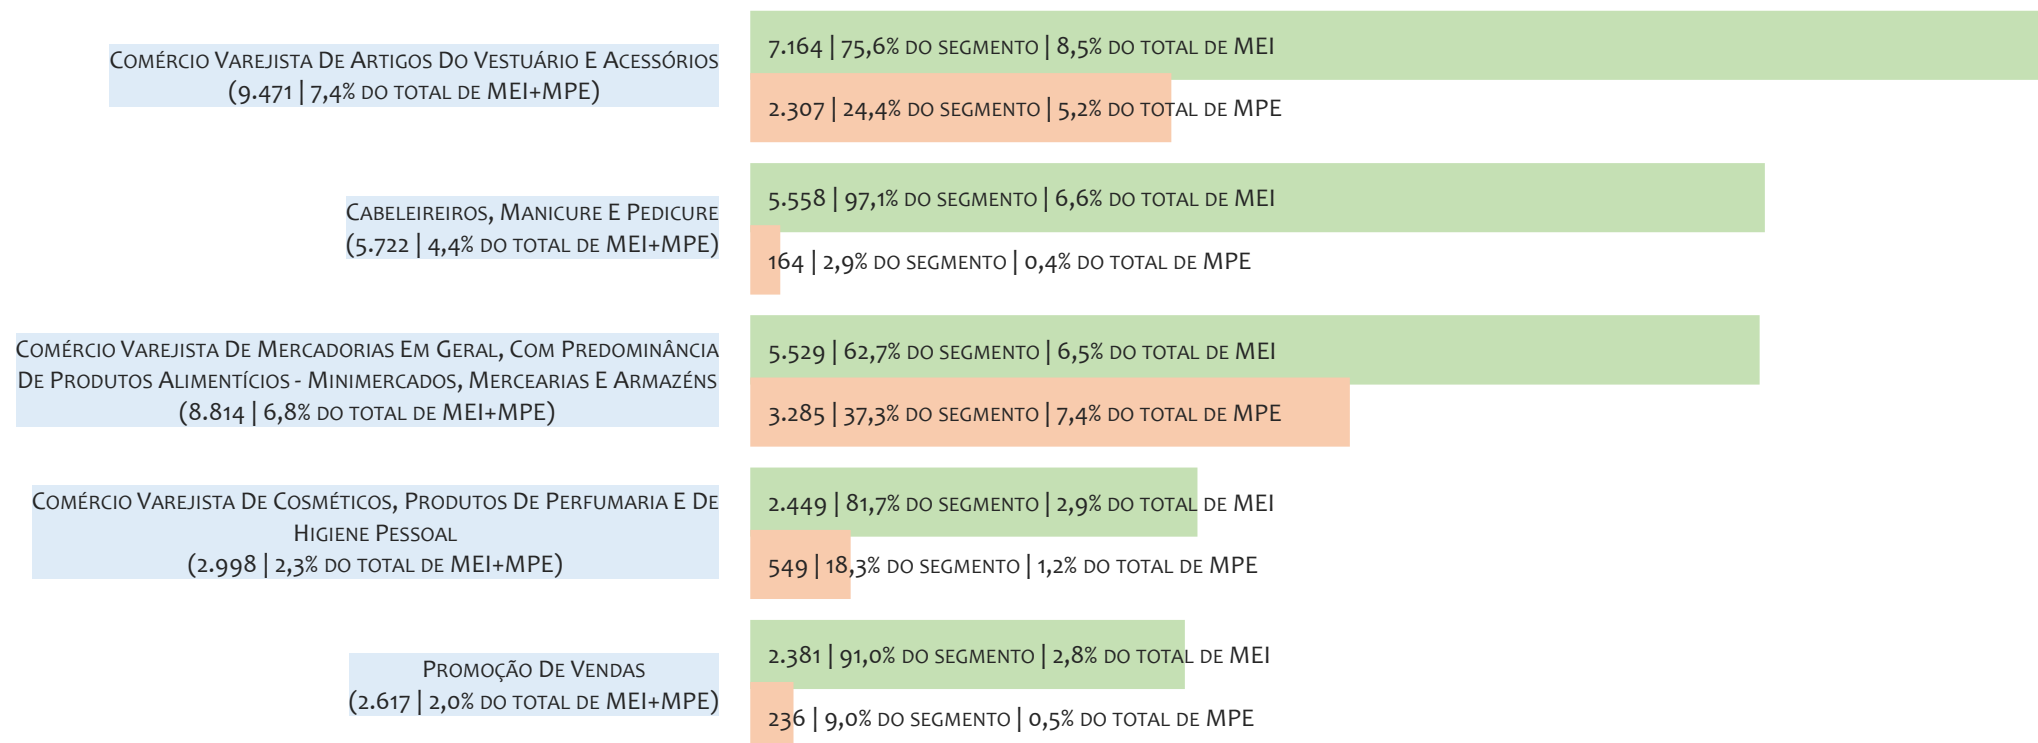 Comércio Varejista De Artigos Do Vestuário E Acessórios
(9.471 | 7,4% do total de MEI+MPE)
7.164 | 75,6% do segmento | 8,5% do total de MEI
2.307 | 24,4% do segmento | 5,2% do total de MPE
Cabeleireiros, Manicure E Pedicure
(5.722 | 4,4% do total de MEI+MPE)
5.558 | 97,1% do segmento | 6,6% do total de MEI
164 | 2,9% do segmento | 0,4% do total de MPE
Comércio Varejista De Mercadorias Em Geral, Com Predominância
De Produtos Alimentícios - Minimercados, Mercearias E Armazéns
(8.814 | 6,8% do total de MEI+MPE)
5.529 | 62,7% do segmento | 6,5% do total de MEI
3.285 | 37,3% do segmento | 7,4% do total de MPE
Comércio Varejista De Cosméticos, Produtos De Perfumaria E De
Higiene Pessoal
(2.998 | 2,3% do total de MEI+MPE)
2.449 | 81,7% do segmento | 2,9% do total de MEI
549 | 18,3% do segmento | 1,2% do total de MPE
Promoção De Vendas
(2.617 | 2,0% do total de MEI+MPE)
2.381 | 91,0% do segmento | 2,8% do total de MEI
236 | 9,0% do segmento | 0,5% do total de MPE